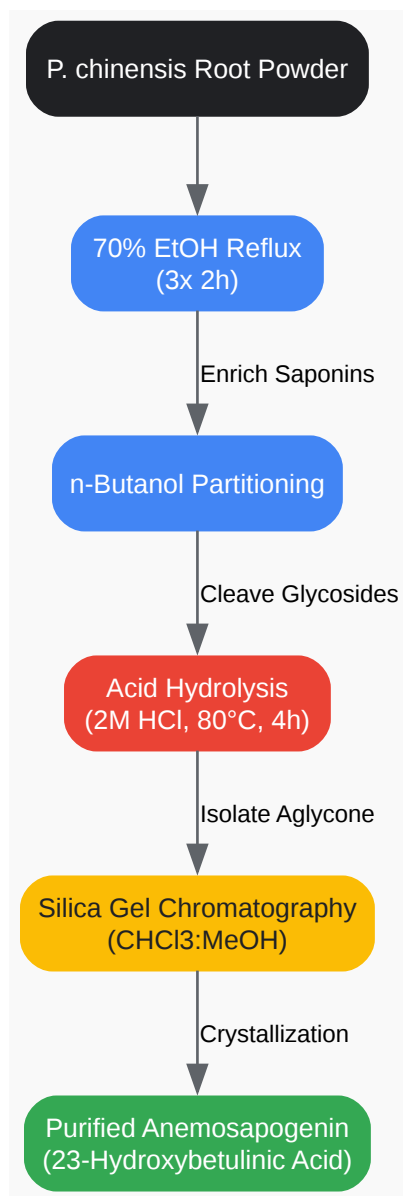 P. chinensis Root Powder
70% EtOH Reflux
(3x 2h)
Enrich Saponins
n-Butanol Partitioning
Cleave Glycosides
Acid Hydrolysis
(2M HCl, 80°C, 4h)
Isolate Aglycone
Silica Gel Chromatography
(CHCl3:MeOH)
Crystallization
Purified Anemosapogenin
(23-Hydroxybetulinic Acid)